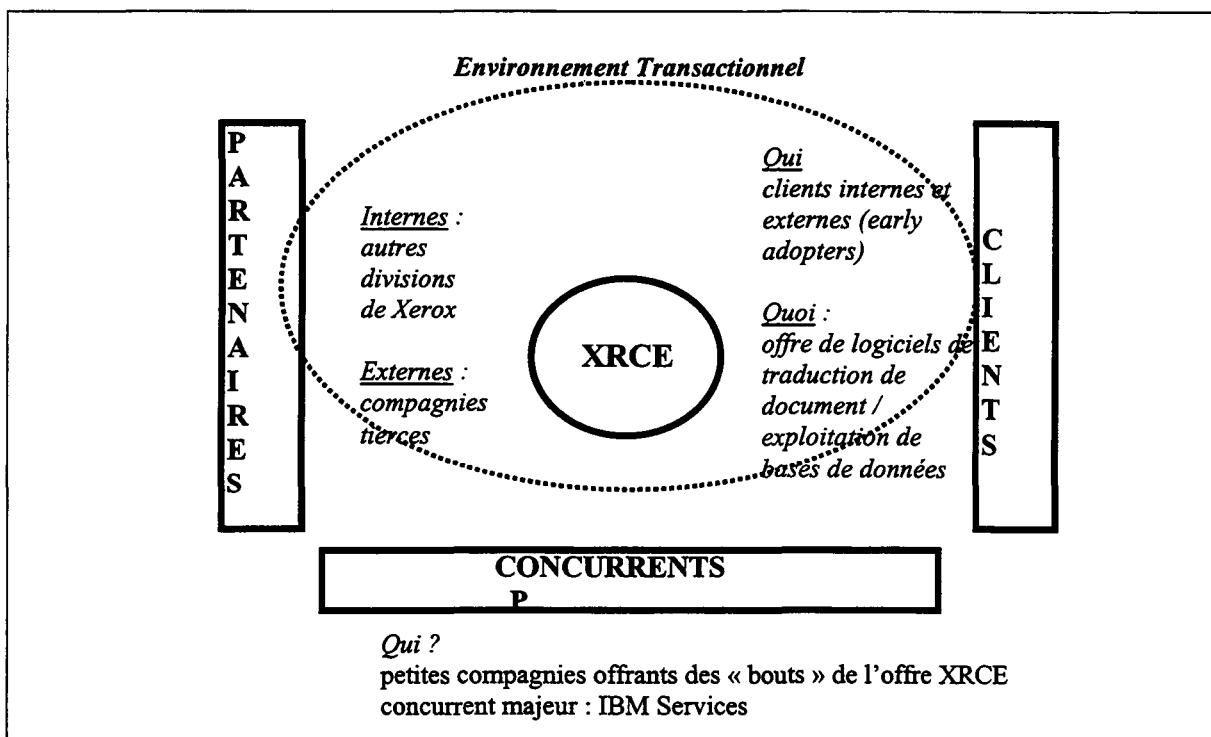 Environnement Transactionnel
PARTENAIRES
Internes :
autres
divisions
de Xerox
Externes :
compagnies
tierces
XRCE
Qui
clients internes et
externes (early
adopters)
Quoi :
offre de logiciels de
traduction de
document /
exploitation de
bases de données
CLIENTS
CONCURRENTS
P
Qui ?
petites compagnies offrants des « bouts » de l'offre XRCE
concurrent majeur : IBM Services